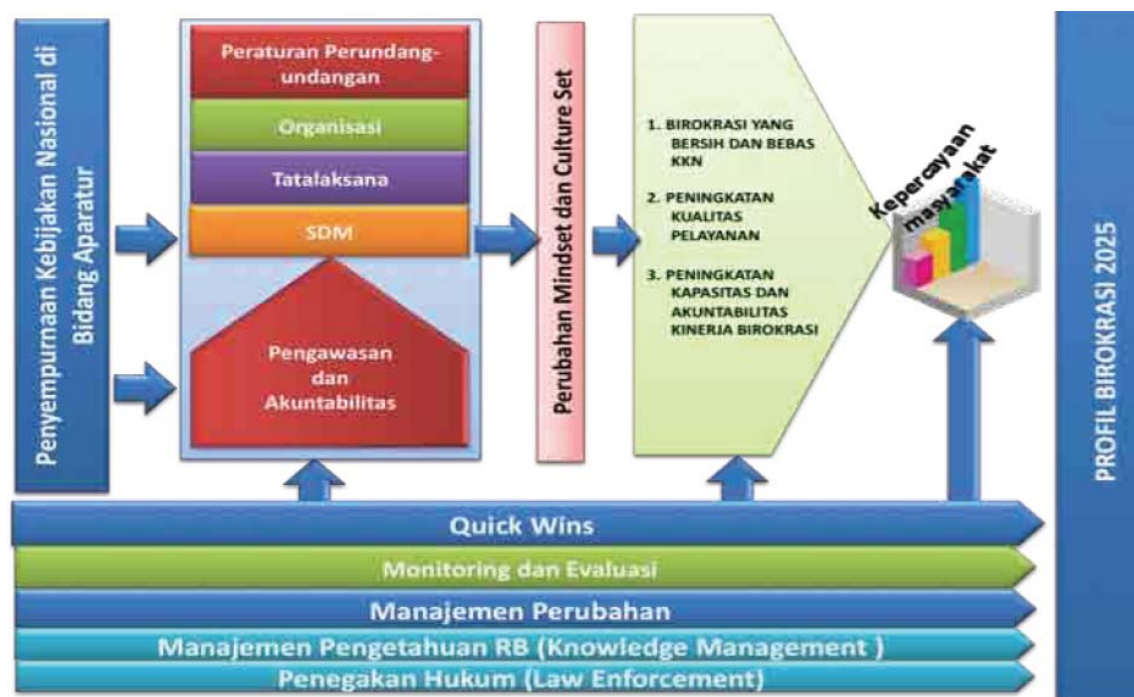 Penyempurnaan Kebijakan Nasional di
Bidang Aparatur
Peraturan Perundang-
undangan
Organisasi
Tatalaksana
SDM
Pengawasan
dan
Akuntabilitas
Perubahan Mindset dan Culture Set
1. BIROKRASI YANG
BERSIH DAN BEBAS
KKN
2. PENINGKATAN
KUALITAS
PELAYANAN
3. PENINGKATAN
KAPASITAS DAN
AKUNTABILITAS
KINERJA BIROKRASI
Kepercayaan
masyarakat
PROFIL BIROKRASI 2025
Quick Wins
Monitoring dan Evaluasi
Manajemen Perubahan
Manajemen Pengetahuan RB (Knowledge Management )
Penegakan Hukum (Law Enforcement)